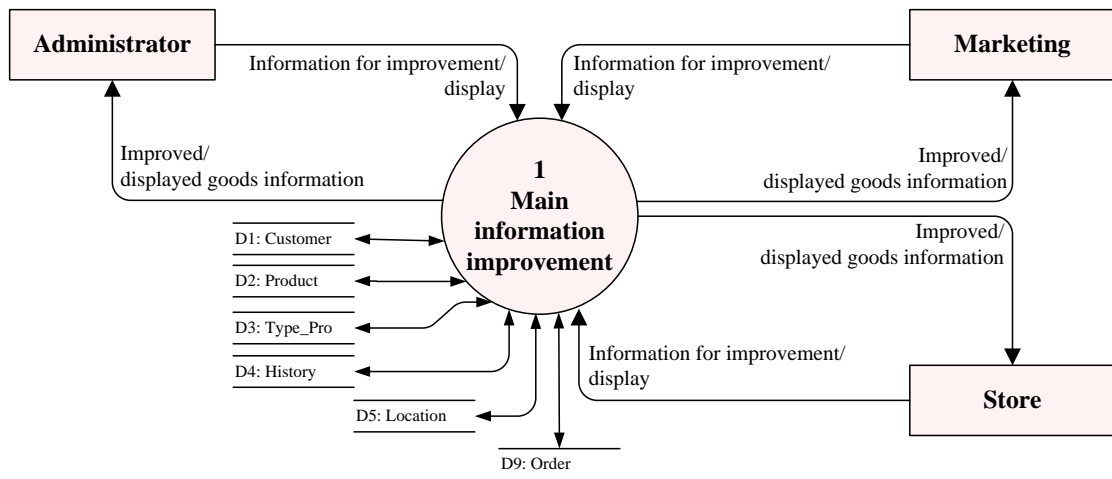 Administrator
Marketing
Information for improvement/
display
Information for improvement/
display
Improved/
displayed goods information
1
Main
information
improvement
Improved/
displayed goods information
D1: Customer
D2: Product
D3: Type_Pro
D4: History
D5: Location
D9: Order
Improved/
displayed goods information
Information for improvement/
display
Store